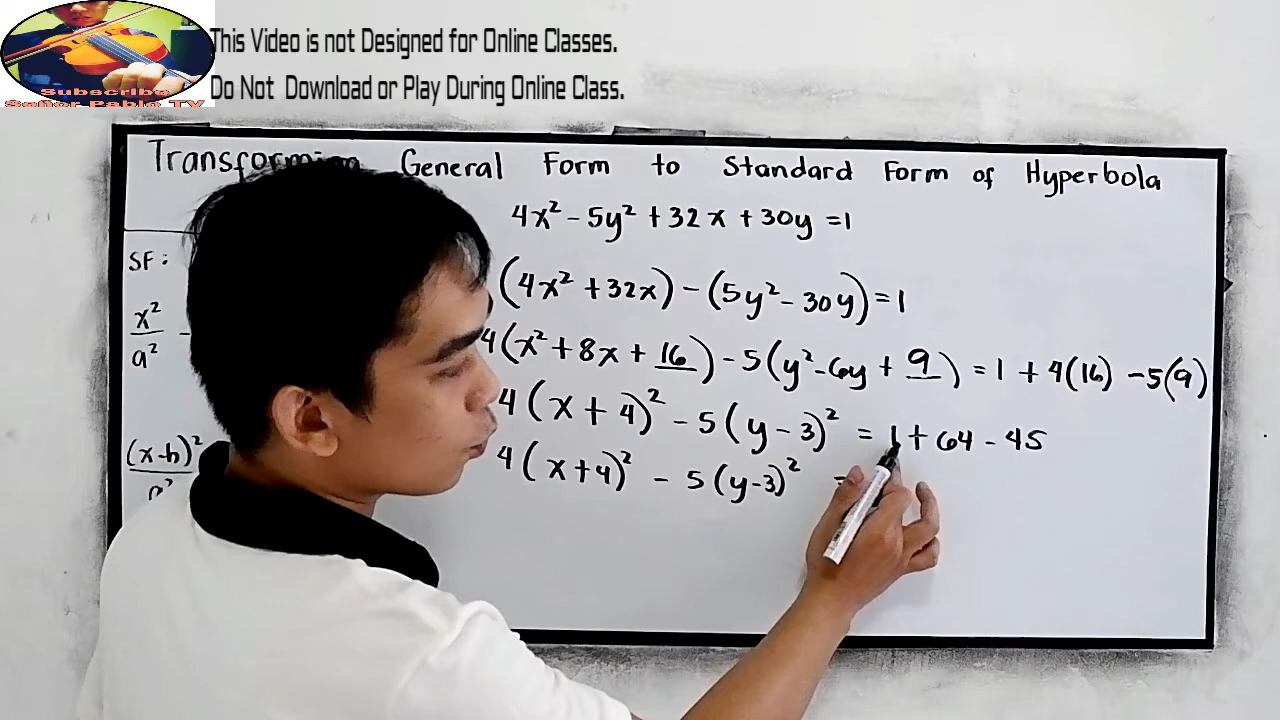 This Video is not Designed for Online Classes.
Do Not Download or Play During Online Class.
Subscribe
Señor Pablo TV
Transforming General Form to Standard Form of Hyperbola
4x² - 5y² + 32x + 30y = 1
SF:
(4x² + 32x) - (5y² - 30y) = 1
x²/a² -
4(x² + 8x + 16) - 5(y² - 6y + 9) = 1 + 4(16) - 5(9)
4(x + 4)² - 5(y - 3)² = 1 + 64 - 45
(x-h)²
4(x+4)² - 5(y-3)² =